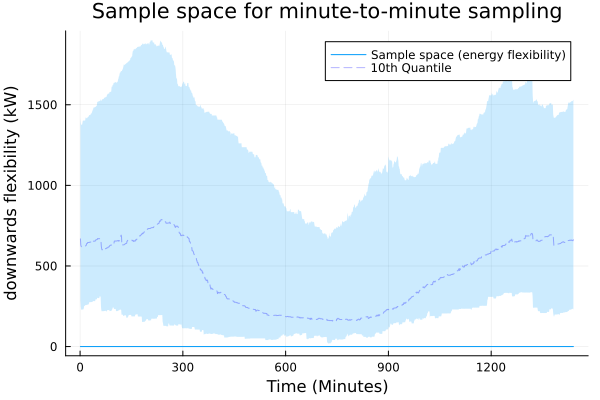 Sample space for minute-to-minute sampling
Sample space (energy flexibility)
10th Quantile
downwards flexibility (kW)
1500
1000
500
0
0 300 600 900 1200
Time (Minutes)